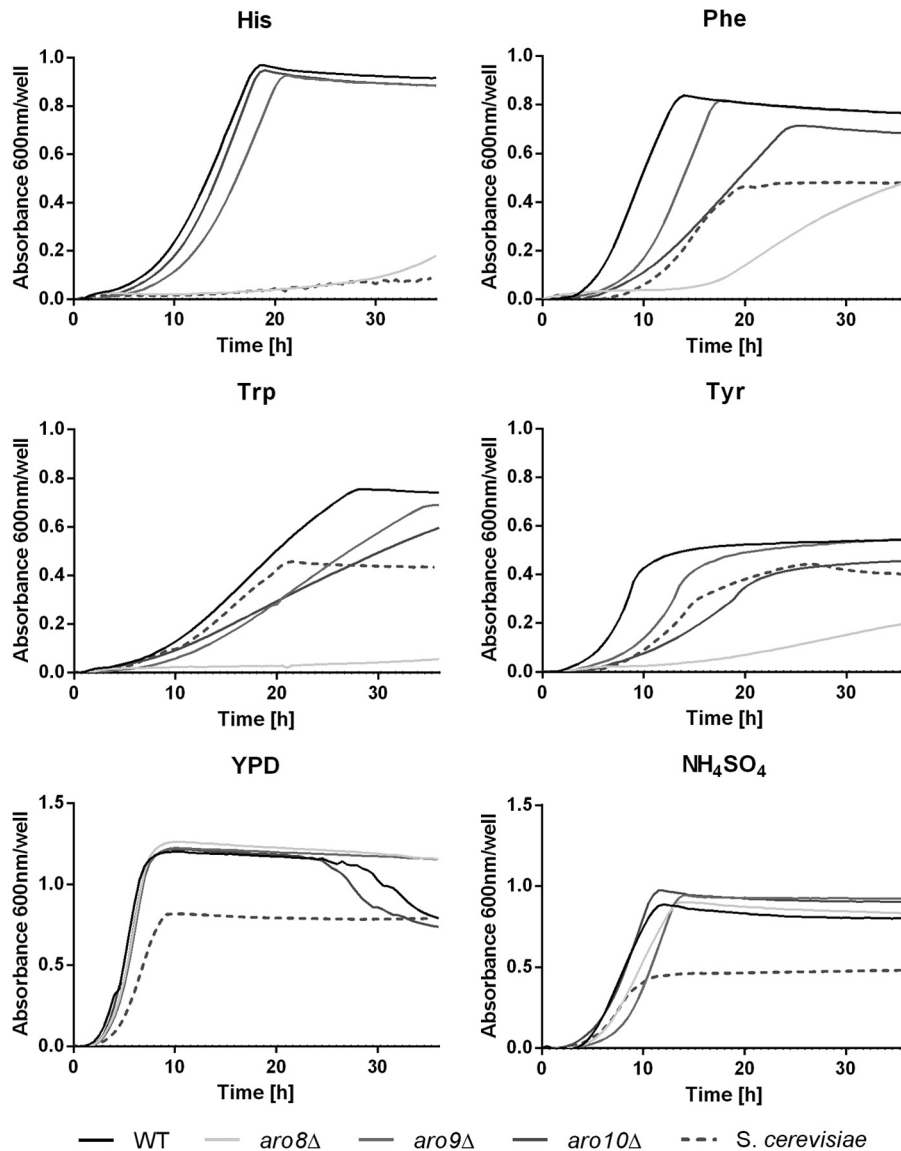 His
Phe
Absorbance 600nm/well
1.0
0.8
0.6
0.4
0.2
0.0
0
10
20
30
Time [h]
Absorbance 600nm/well
1.0
0.8
0.6
0.4
0.2
0.0
0
10
20
30
Time [h]
Trp
Tyr
Absorbance 600nm/well
1.0
0.8
0.6
0.4
0.2
0.0
0
10
20
30
Time [h]
Absorbance 600nm/well
1.0
0.8
0.6
0.4
0.2
0.0
0
10
20
30
Time [h]
YPD
NH₄SO₄
Absorbance 600nm/well
1.5
1.0
0.5
0.0
0
10
20
30
Time [h]
Absorbance 600nm/well
1.5
1.0
0.5
0.0
0
10
20
30
Time [h]
WT aro8Δ aro9Δ aro10Δ S. cerevisiae